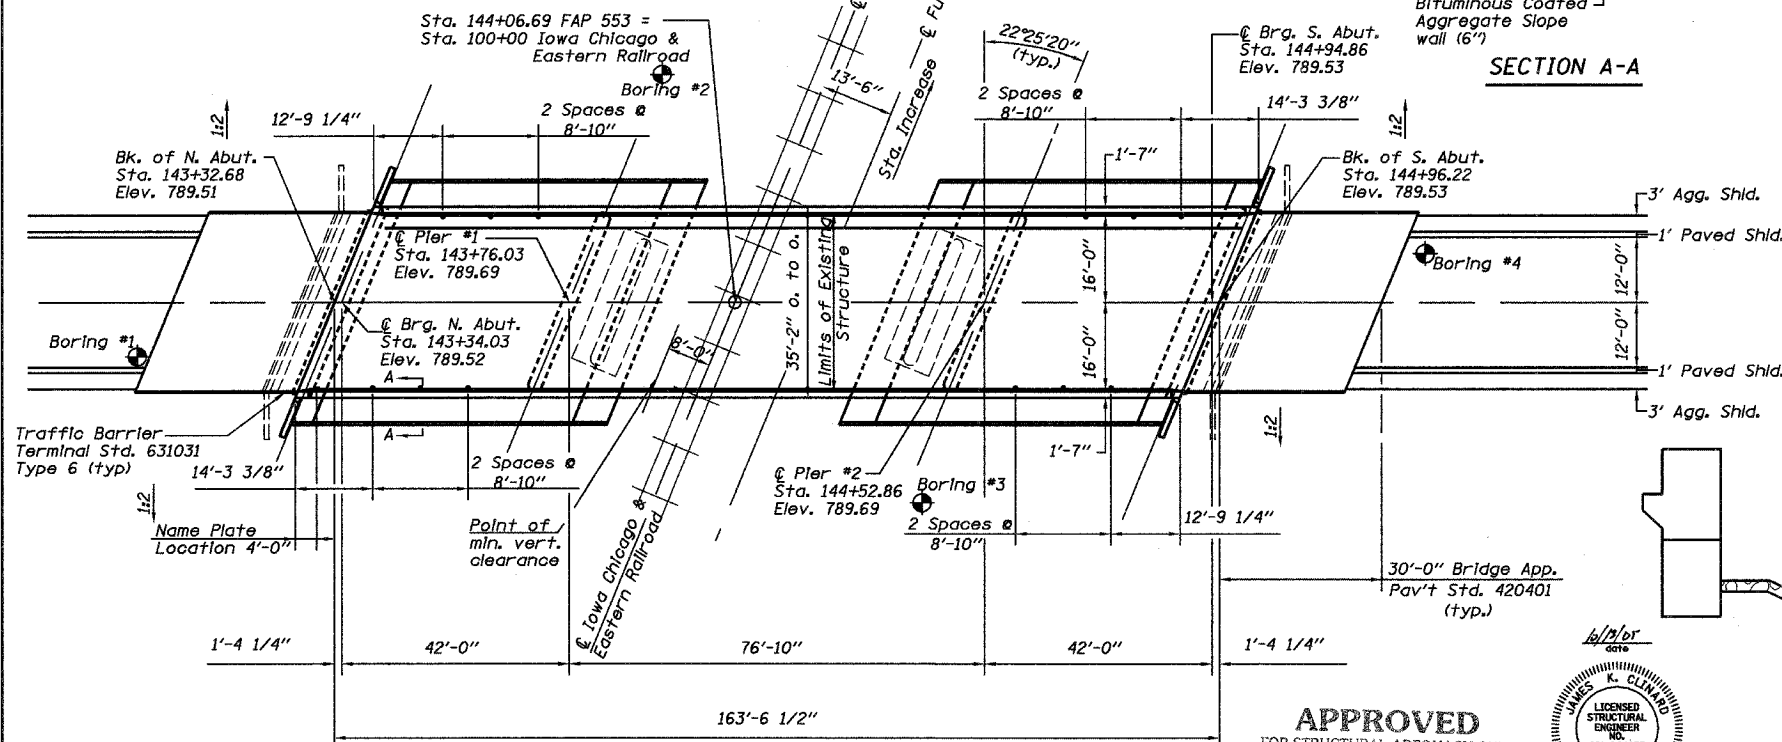 Sta. 144+06.69 FAP 553 =
Sta. 100+00 Iowa Chicago &
Eastern Railroad
Boring #2
13'-6"
Sta. Increase
22°25'20"
(typ.)
℄ Brg. S. Abut.
Sta. 144+94.86
Elev. 789.53
Bituminous Coated
Aggregate Slope
wall (6")
SECTION A-A
1:2
12'-9 1/4"
2 Spaces @
8'-10"
2 Spaces @
8'-10"
14'-3 3/8"
1:2
Bk. of N. Abut.
Sta. 143+32.68
Elev. 789.51
1'-7"
Bk. of S. Abut.
Sta. 144+96.22
Elev. 789.53
3' Agg. Shld.
1' Paved Shld.
℄ Pier #1
Sta. 143+76.03
Elev. 789.69
35'-2" o. to o.
Limits of Existing
Structure
16'-0"
16'-0"
Boring #4
12'-0"
12'-0"
Boring #1
℄ Brg. N. Abut.
Sta. 143+34.03
Elev. 789.52
8'-0"
A
A
1' Paved Shld.
3' Agg. Shld.
Traffic Barrier
Terminal Std. 631031
Type 6 (typ)
14'-3 3/8"
2 Spaces @
8'-10"
1'-7"
1:2
℄ Pier #2
Sta. 144+52.86
Elev. 789.69
Boring #3
2 Spaces @
8'-10"
12'-9 1/4"
1:2
Name Plate
Location 4'-0"
Point of
min. vert.
clearance
℄ Iowa Chicago &
Eastern Railroad
30'-0" Bridge App.
Pav't Std. 420401
(typ.)
1'-4 1/4"
42'-0"
76'-10"
42'-0"
1'-4 1/4"
163'-6 1/2"
date
APPROVED
JAMES K. CLINARD
LICENSED
STRUCTURAL
ENGINEER
NO.